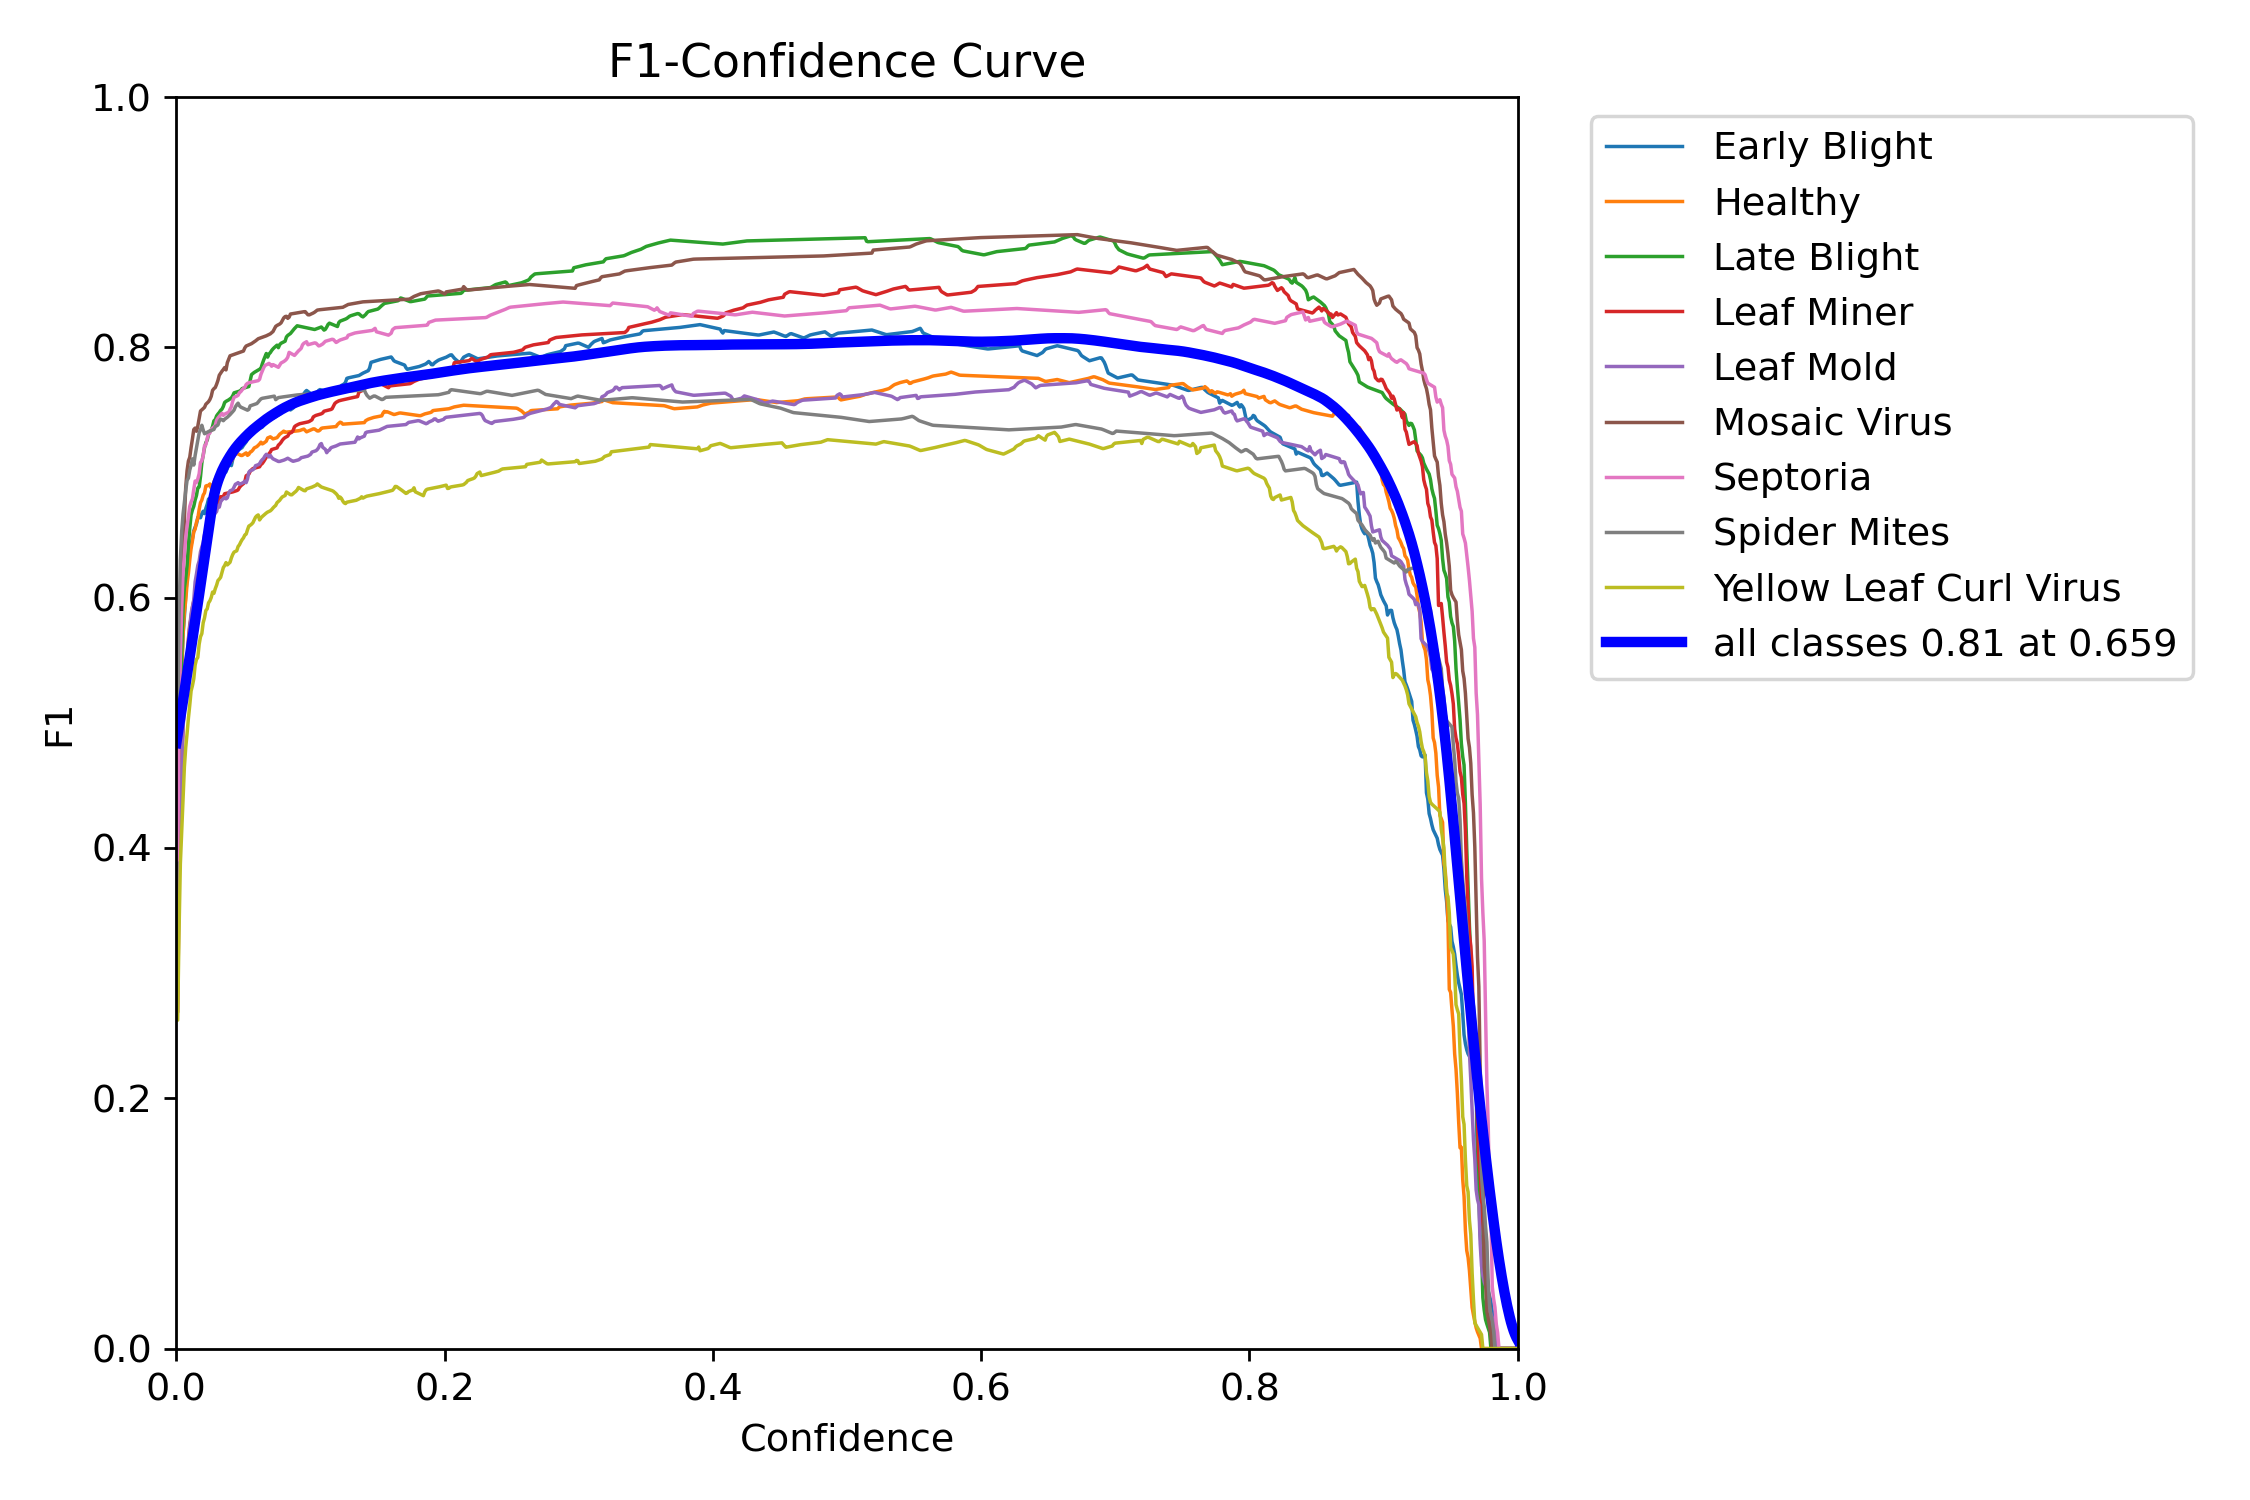 F1-Confidence Curve
1.0
0.8
0.6
0.4
0.2
0.0
F1
0.0 0.2 0.4 0.6 0.8 1.0
Confidence
Early Blight
Healthy
Late Blight
Leaf Miner
Leaf Mold
Mosaic Virus
Septoria
Spider Mites
Yellow Leaf Curl Virus
all classes 0.81 at 0.659